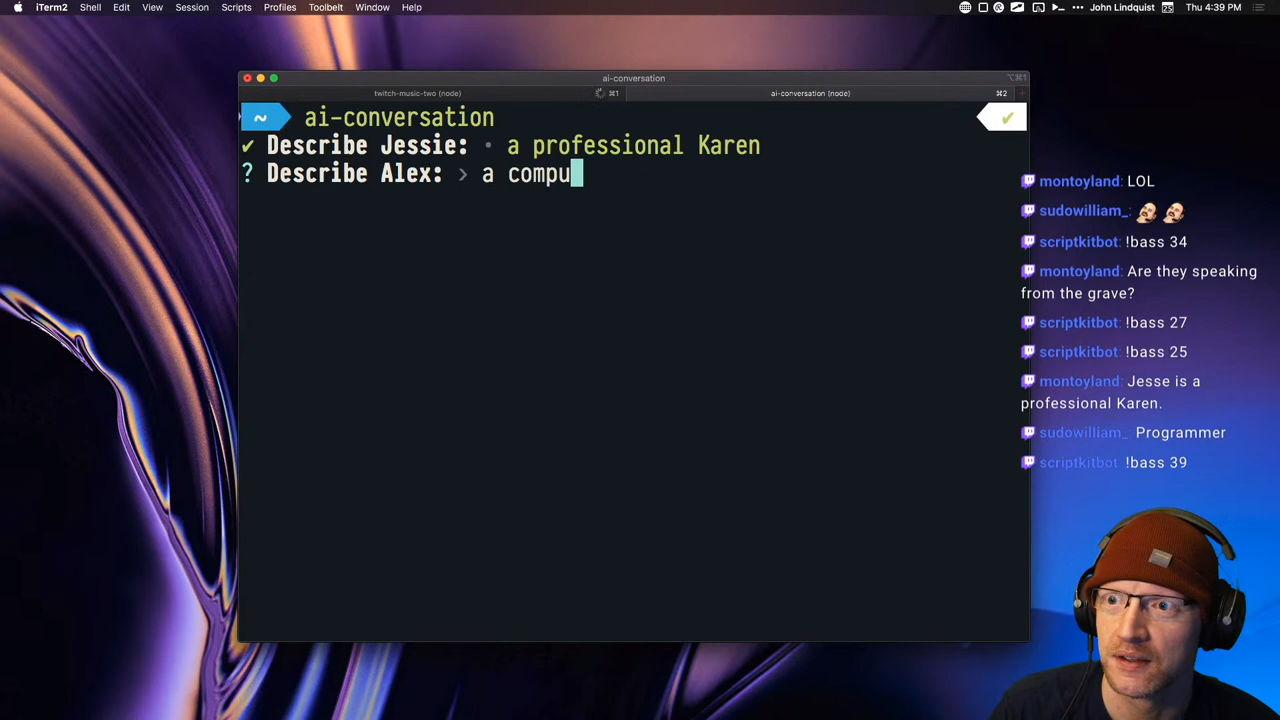 iTerm2 Shell Edit View Session Scripts Profiles Toolbelt Window Help John Lindquist Thu 4:39 PM
ai-conversation ⌥⌘1
twitch-music-two (node) ⌘1 ai-conversation (node) ⌘2
~ ai-conversation ✔
✔ Describe Jessie: · a professional Karen
? Describe Alex: › a compu
montoyland: LOL
sudowilliam_:
scriptkitbot: !bass 34
montoyland: Are they speaking
from the grave?
scriptkitbot: !bass 27
scriptkitbot: !bass 25
montoyland: Jesse is a
professional Karen.
sudowilliam_: Programmer
scriptkitbot: !bass 39